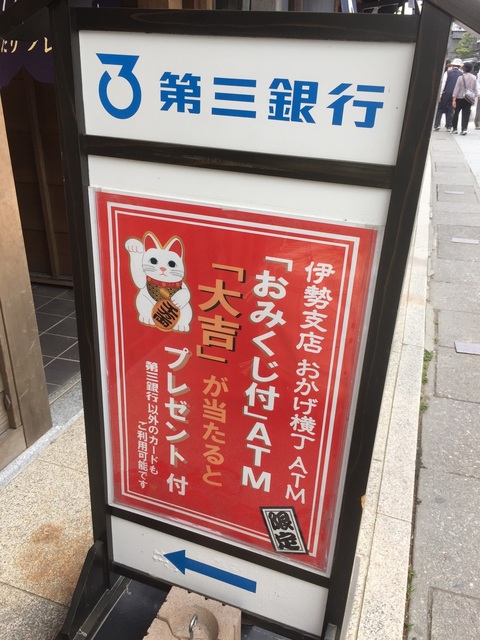 第三銀行
伊勢支店 おかげ横丁ATM
限定
「おみくじ付」ATM
「大吉」が当たると
プレゼント付
第三銀行以外のカードも
ご利用可能です